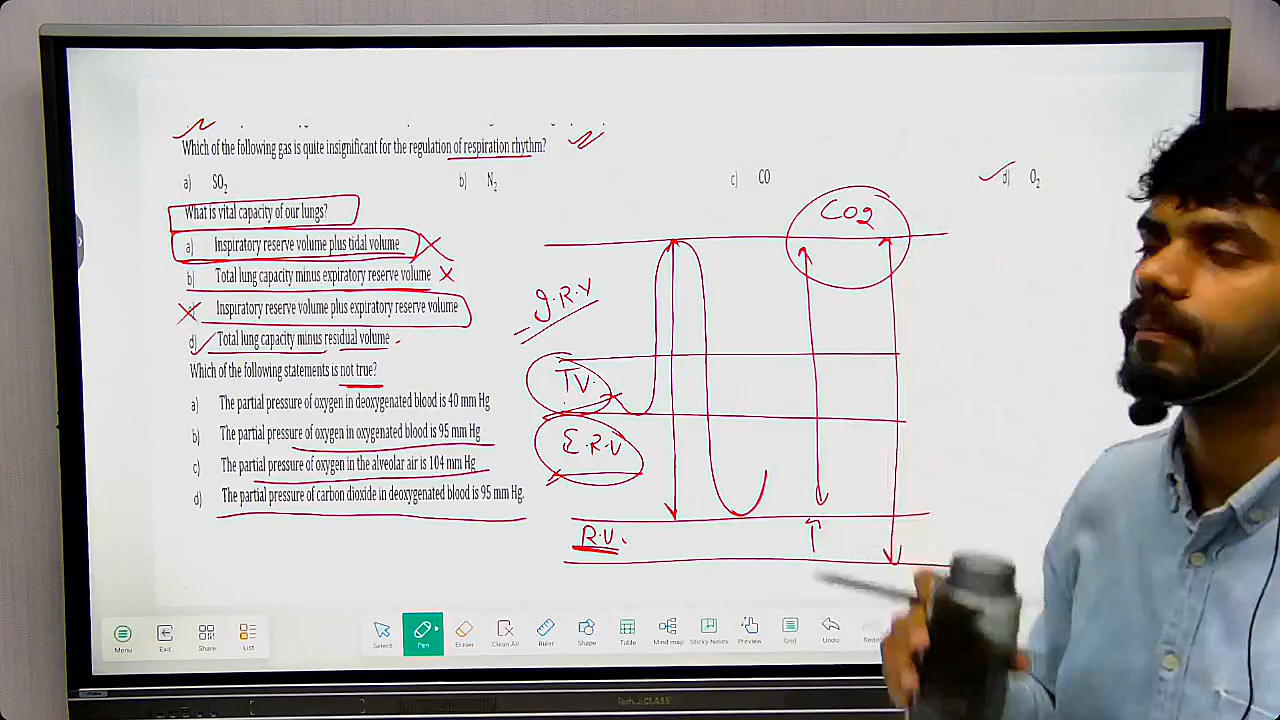 Which of the following gas is quite insignificant for the regulation of respiration rhythm?
a) SO₂ b) N₂ c) CO d) O₂
What is vital capacity of our lungs?
a) Inspiratory reserve volume plus tidal volume
b) Total lung capacity minus expiratory reserve volume
Inspiratory reserve volume plus expiratory reserve volume
d) Total lung capacity minus residual volume
Which of the following statements is not true?
a) The partial pressure of oxygen in deoxygenated blood is 40 mm Hg
b) The partial pressure of oxygen in oxygenated blood is 95 mm Hg
c) The partial pressure of oxygen in the alveolar air is 104 mm Hg
d) The partial pressure of carbon dioxide in deoxygenated blood is 95 mm Hg.
CO2
I.R.V
TV.
E.R.V
R.V.
Menu Exit Share List Select Pen Eraser Clean All Ruler Shape Table Mind map Sticky Notes Preview Grid Undo